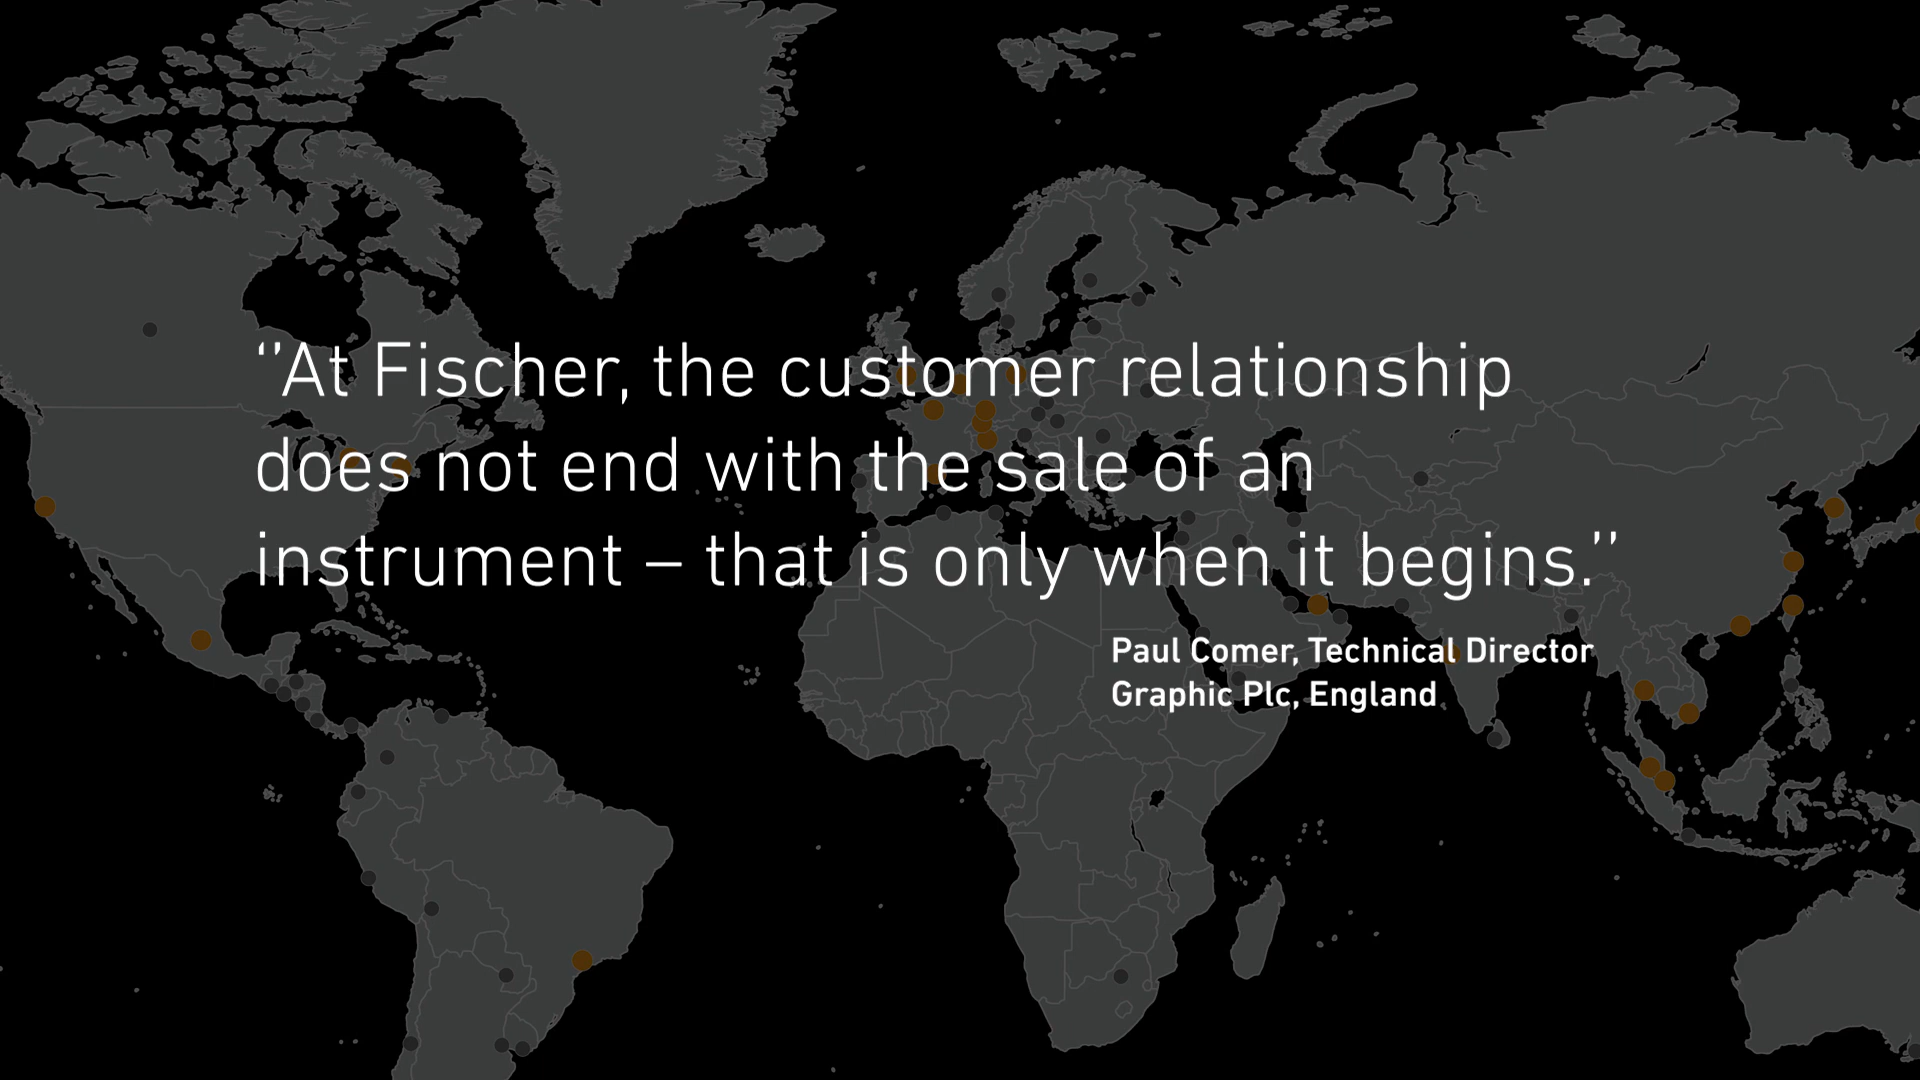 ‘’At Fischer, the customer relationship
does not end with the sale of an
instrument – that is only when it begins.’’
Paul Comer, Technical Director
Graphic Plc, England